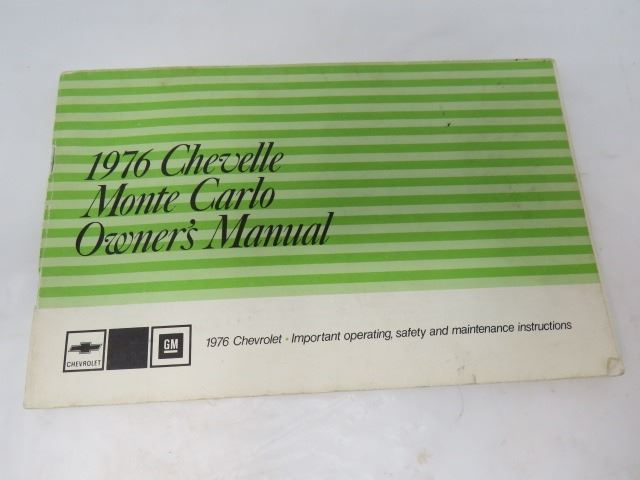 1976 Chevelle
Monte Carlo
Owner's Manual
CHEVROLET
GM
1976 Chevrolet • Important operating, safety and maintenance instructions